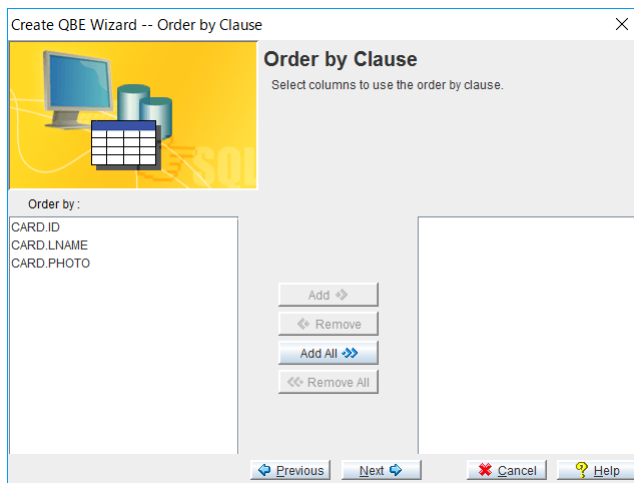 Create QBE Wizard -- Order by Clause
Order by Clause
Select columns to use the order by clause.
SQL
Order by :
CARD.ID
CARD.LNAME
CARD.PHOTO
Add
Remove
Add All
Remove All
Previous
Next
Cancel
Help